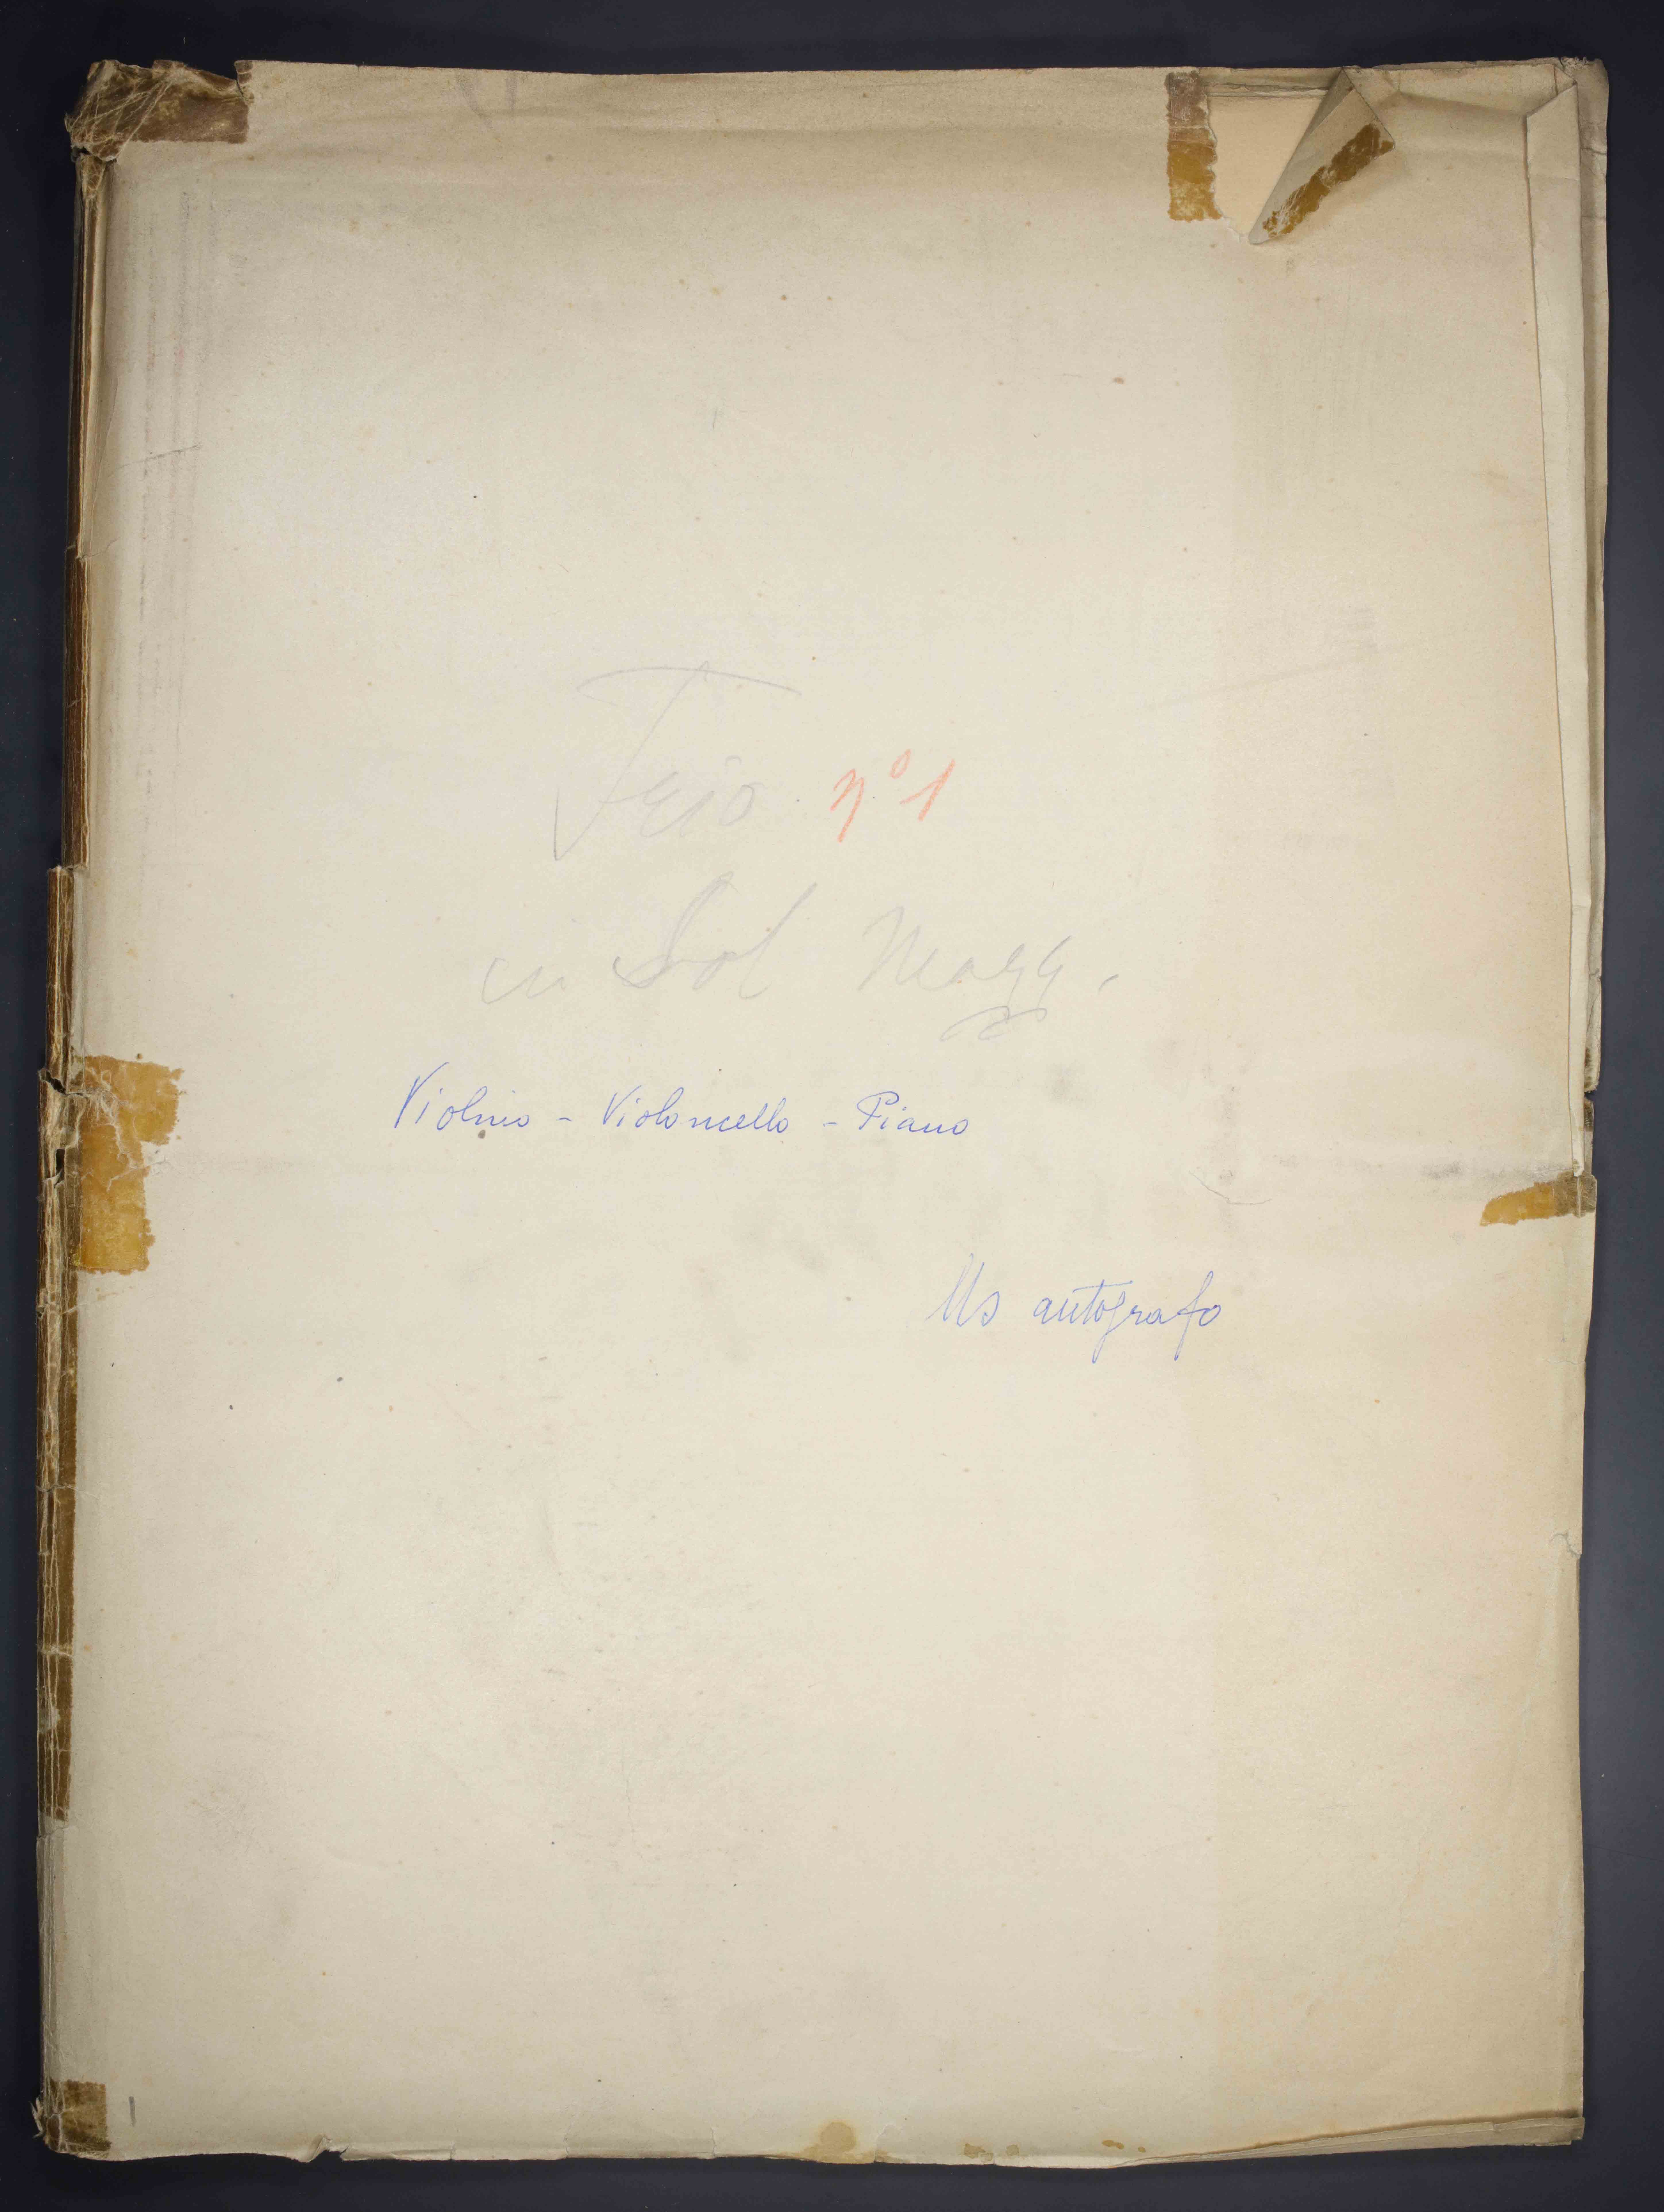 Trio n° 1
in Sol Magg.
Violino - Violoncello - Piano
Ms autografo